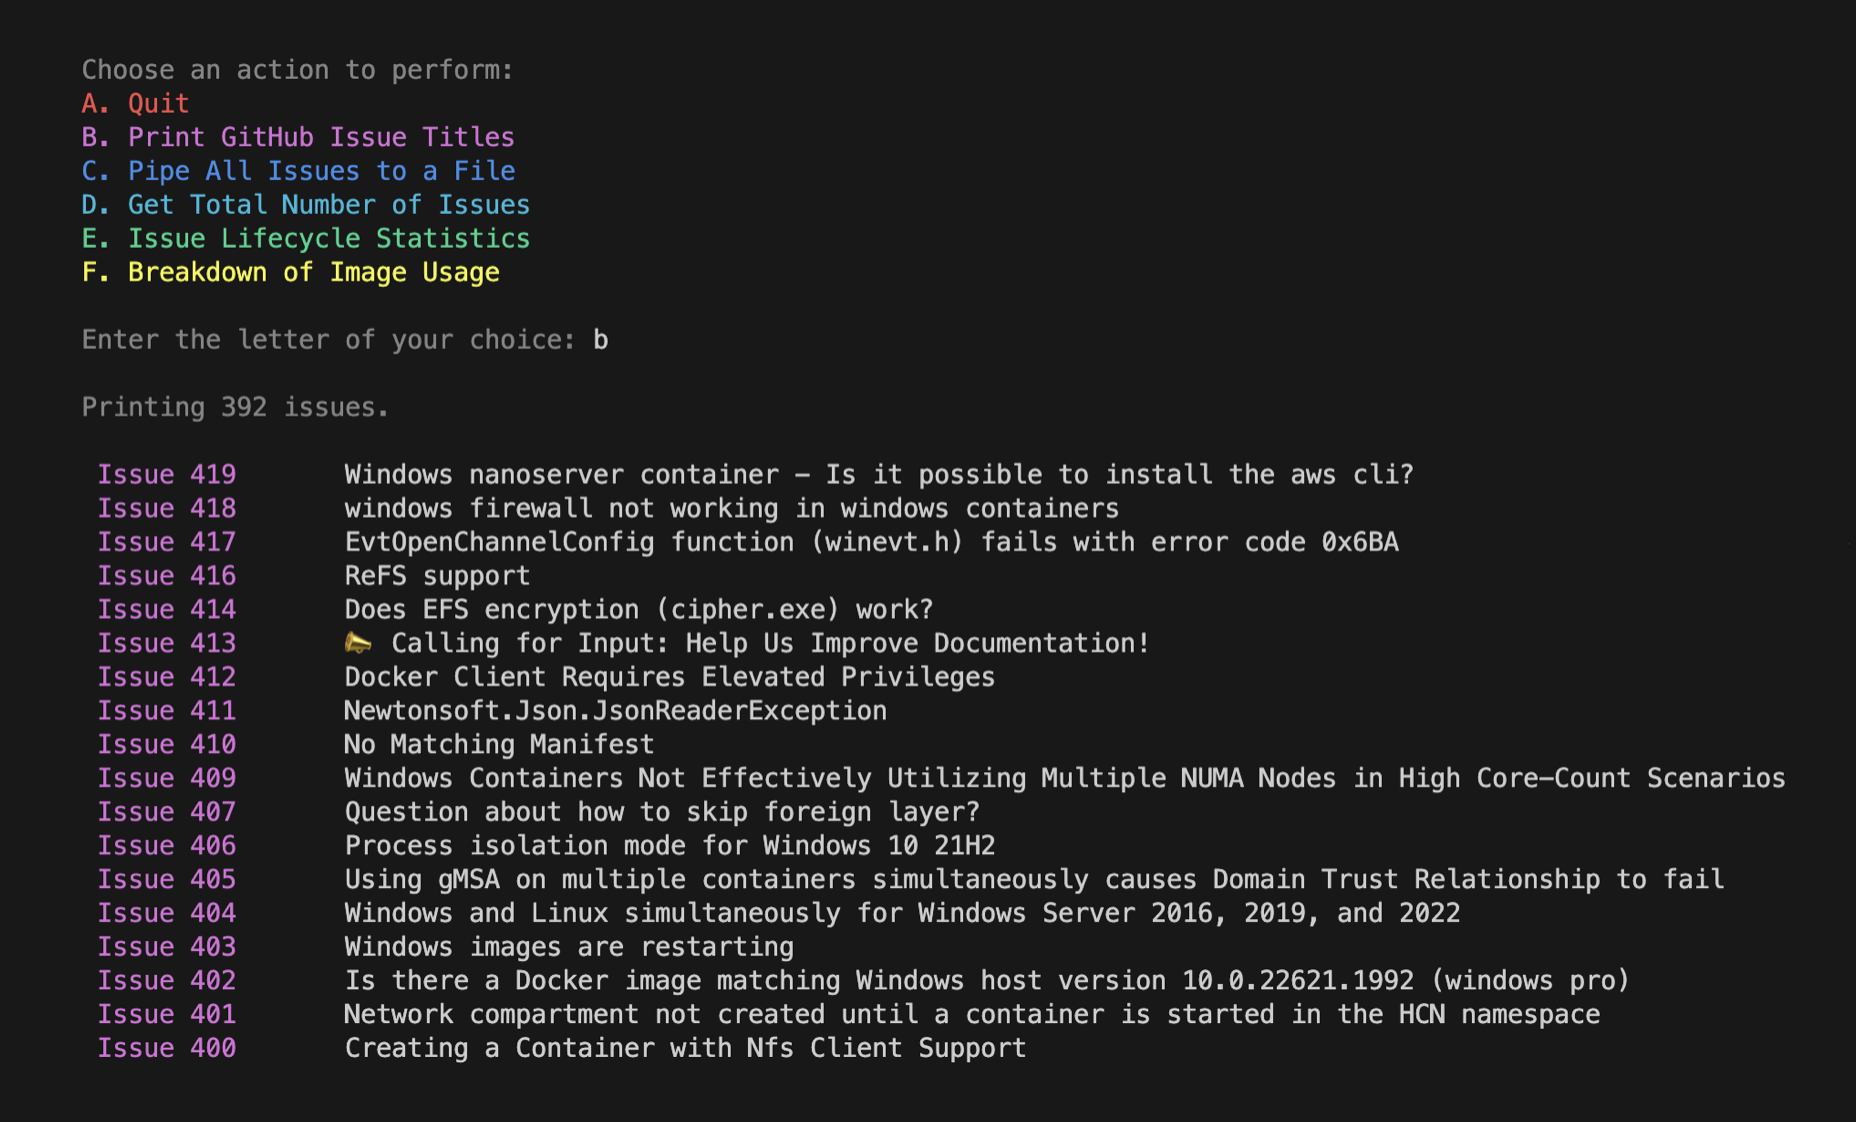 Choose an action to perform:
A. Quit
B. Print GitHub Issue Titles
C. Pipe All Issues to a File
D. Get Total Number of Issues
E. Issue Lifecycle Statistics
F. Breakdown of Image Usage
Enter the letter of your choice: b
Printing 392 issues.
Issue 419 Windows nanoserver container – Is it possible to install the aws cli?
Issue 418 windows firewall not working in windows containers
Issue 417 EvtOpenChannelConfig function (winevt.h) fails with error code 0x6BA
Issue 416 ReFS support
Issue 414 Does EFS encryption (cipher.exe) work?
Issue 413 📣 Calling for Input: Help Us Improve Documentation!
Issue 412 Docker Client Requires Elevated Privileges
Issue 411 Newtonsoft.Json.JsonReaderException
Issue 410 No Matching Manifest
Issue 409 Windows Containers Not Effectively Utilizing Multiple NUMA Nodes in High Core-Count Scenarios
Issue 407 Question about how to skip foreign layer?
Issue 406 Process isolation mode for Windows 10 21H2
Issue 405 Using gMSA on multiple containers simultaneously causes Domain Trust Relationship to fail
Issue 404 Windows and Linux simultaneously for Windows Server 2016, 2019, and 2022
Issue 403 Windows images are restarting
Issue 402 Is there a Docker image matching Windows host version 10.0.22621.1992 (windows pro)
Issue 401 Network compartment not created until a container is started in the HCN namespace
Issue 400 Creating a Container with Nfs Client Support